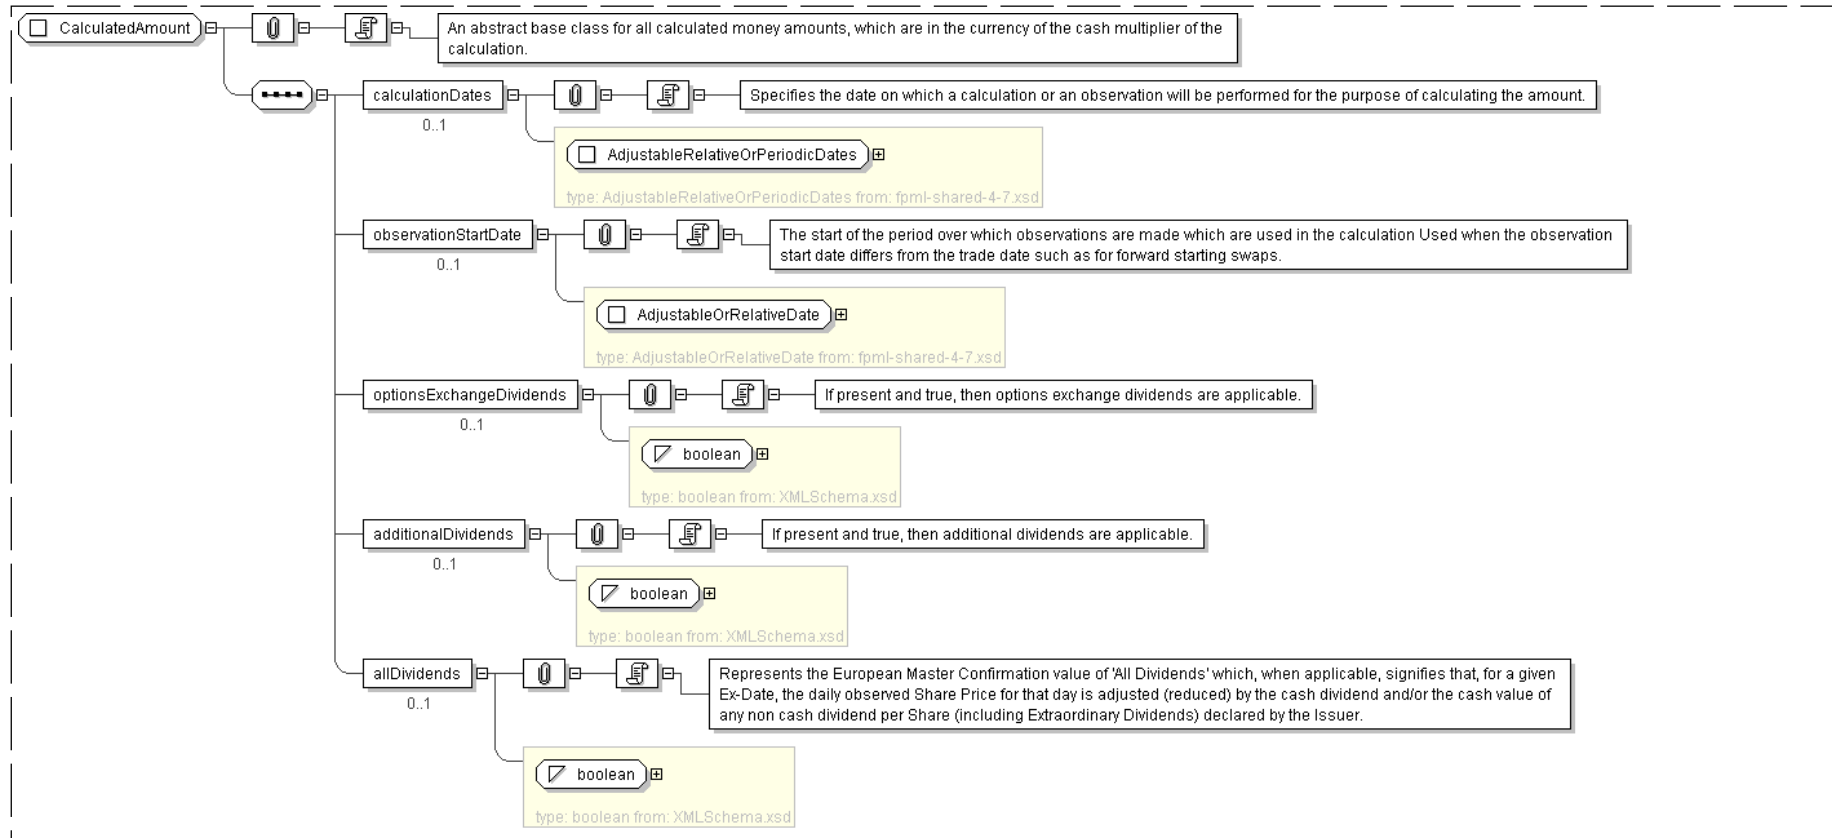 CalculatedAmount
An abstract base class for all calculated money amounts, which are in the currency of the cash multiplier of the
calculation.
calculationDates
Specifies the date on which a calculation or an observation will be performed for the purpose of calculating the amount.
0..1
AdjustableRelativeOrPeriodicDates
type: AdjustableRelativeOrPeriodicDates from: fpml-shared-4-7.xsd
observationStartDate
The start of the period over which observations are made which are used in the calculation Used when the observation
start date differs from the trade date such as for forward starting swaps.
0..1
AdjustableOrRelativeDate
type: AdjustableOrRelativeDate from: fpml-shared-4-7.xsd
optionsExchangeDividends
If present and true, then options exchange dividends are applicable.
0..1
boolean
type: boolean from: XMLSchema.xsd
additionalDividends
If present and true, then additional dividends are applicable.
0..1
boolean
type: boolean from: XMLSchema.xsd
allDividends
Represents the European Master Confirmation value of 'All Dividends' which, when applicable, signifies that, for a given
Ex-Date, the daily observed Share Price for that day is adjusted (reduced) by the cash dividend and/or the cash value of
any non cash dividend per Share (including Extraordinary Dividends) declared by the Issuer.
0..1
boolean
type: boolean from: XMLSchema.xsd